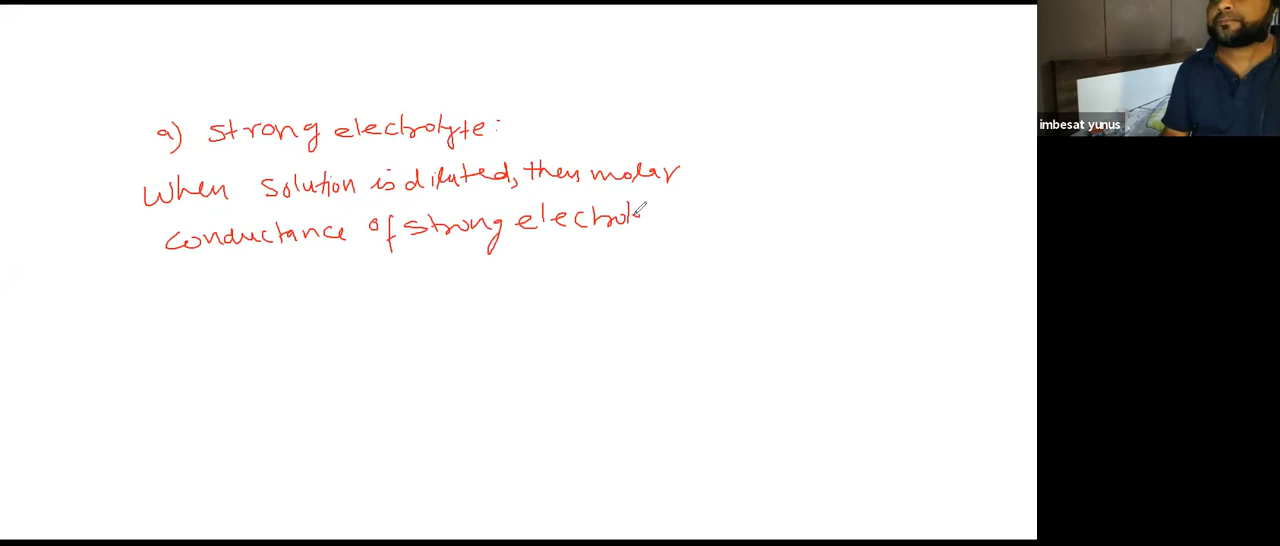 a) strong electrolyte:
When solution is diluted, then molar
conductance of strong electrol
imbesat yunus